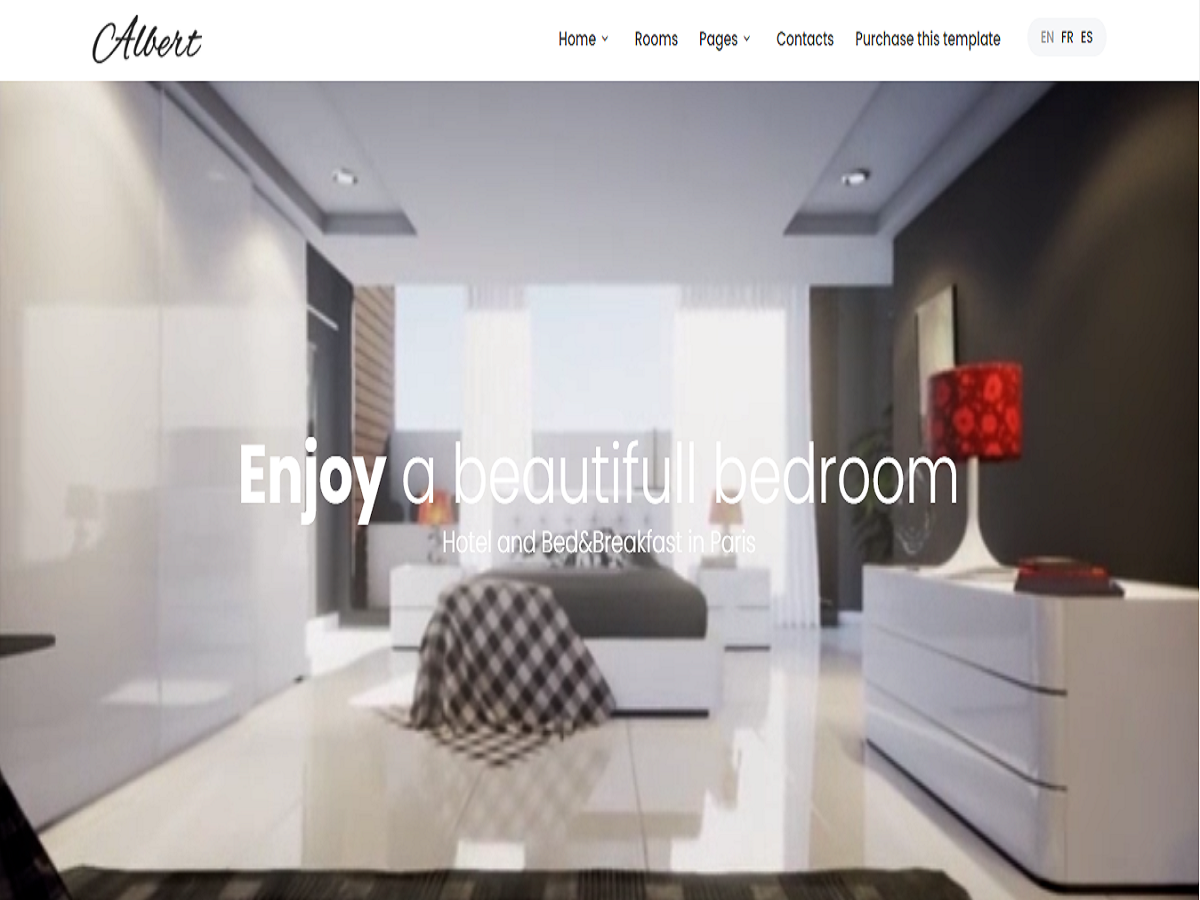 Albert
Home Rooms Pages Contacts Purchase this template EN FR ES
Enjoy a beautifull bedroom
Hotel and Bed&Breakfast in Paris